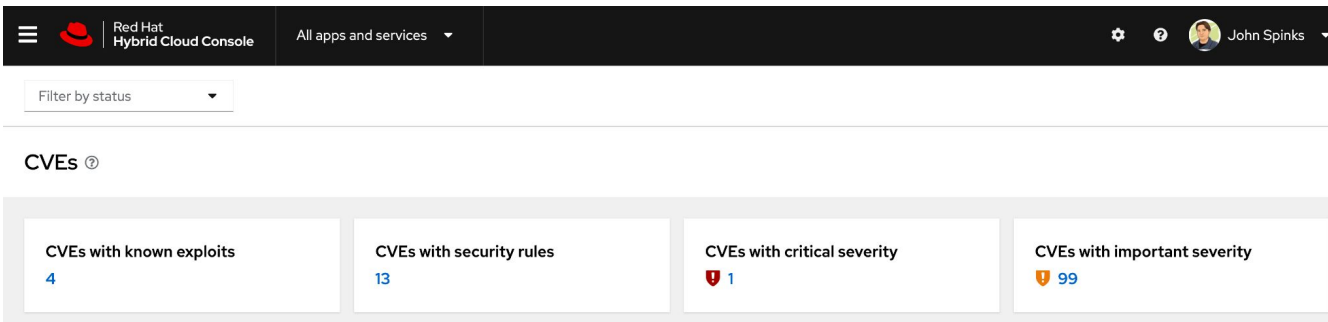 Red Hat
Hybrid Cloud Console
All apps and services
John Spinks
Filter by status
CVEs
CVEs with known exploits
4
CVEs with security rules
13
CVEs with critical severity
1
CVEs with important severity
99